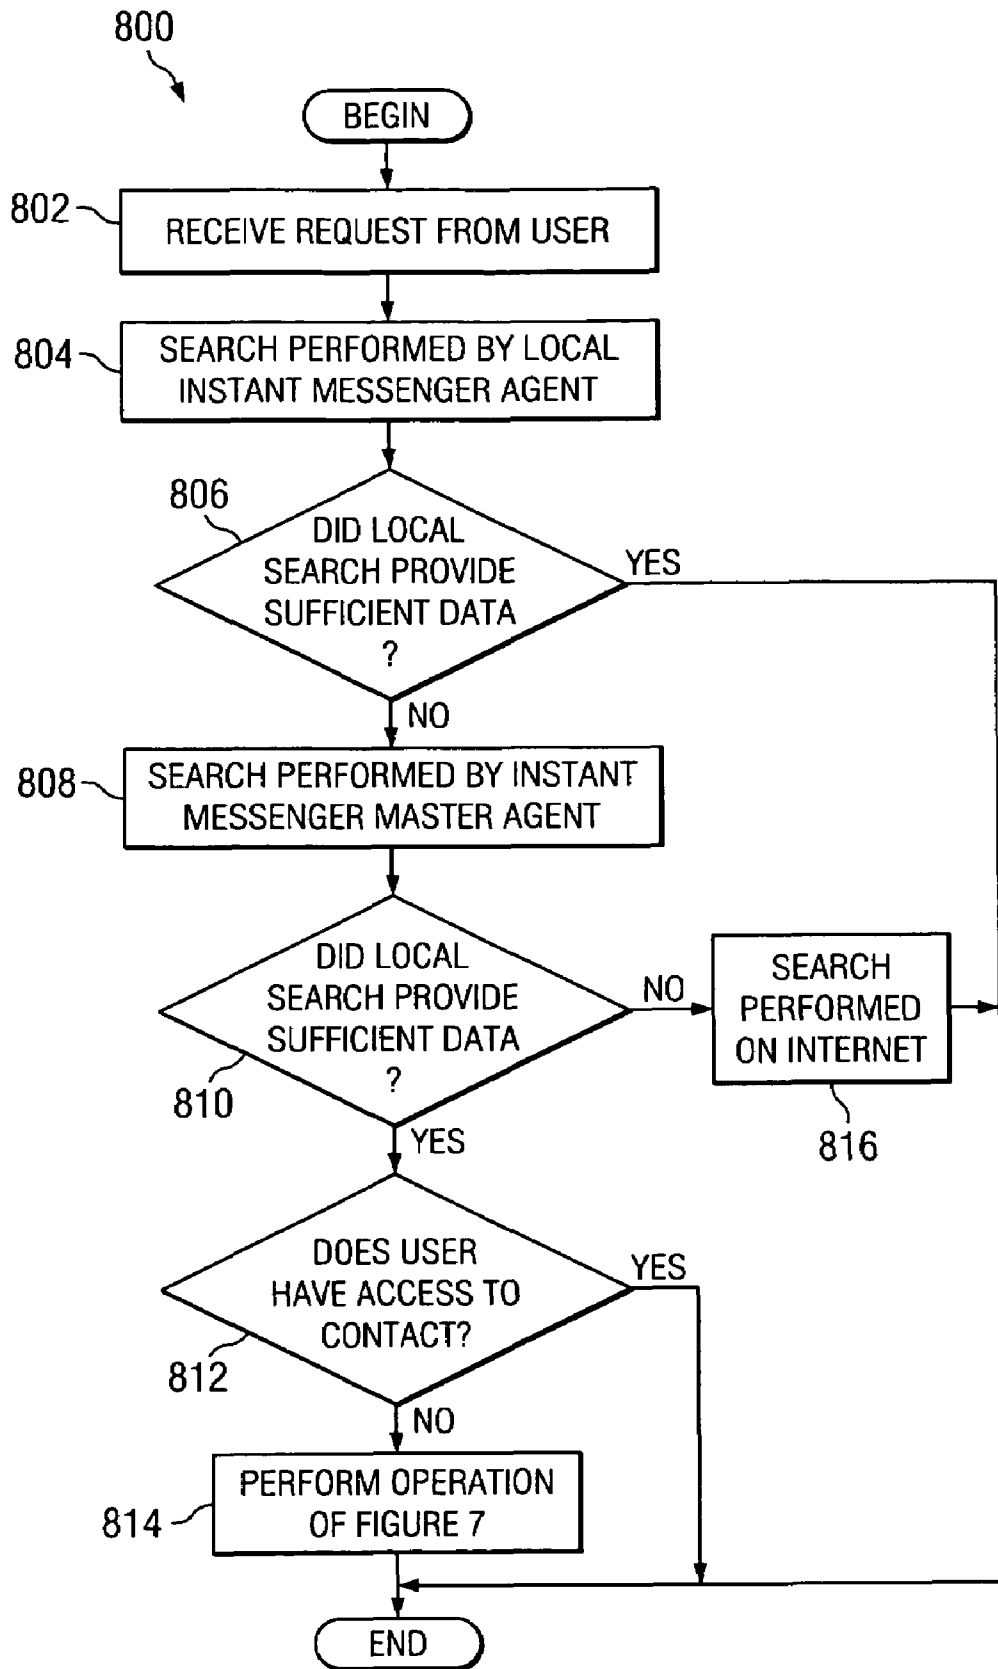 800
BEGIN
802
RECEIVE REQUEST FROM USER
804
SEARCH PERFORMED BY LOCAL
INSTANT MESSENGER AGENT
806
DID LOCAL
SEARCH PROVIDE
SUFFICIENT DATA
?
YES
NO
808
SEARCH PERFORMED BY INSTANT
MESSENGER MASTER AGENT
DID LOCAL
SEARCH PROVIDE
SUFFICIENT DATA
?
810
NO
SEARCH
PERFORMED
ON INTERNET
816
YES
DOES USER
HAVE ACCESS TO
CONTACT?
812
YES
NO
814
PERFORM OPERATION
OF FIGURE 7
END